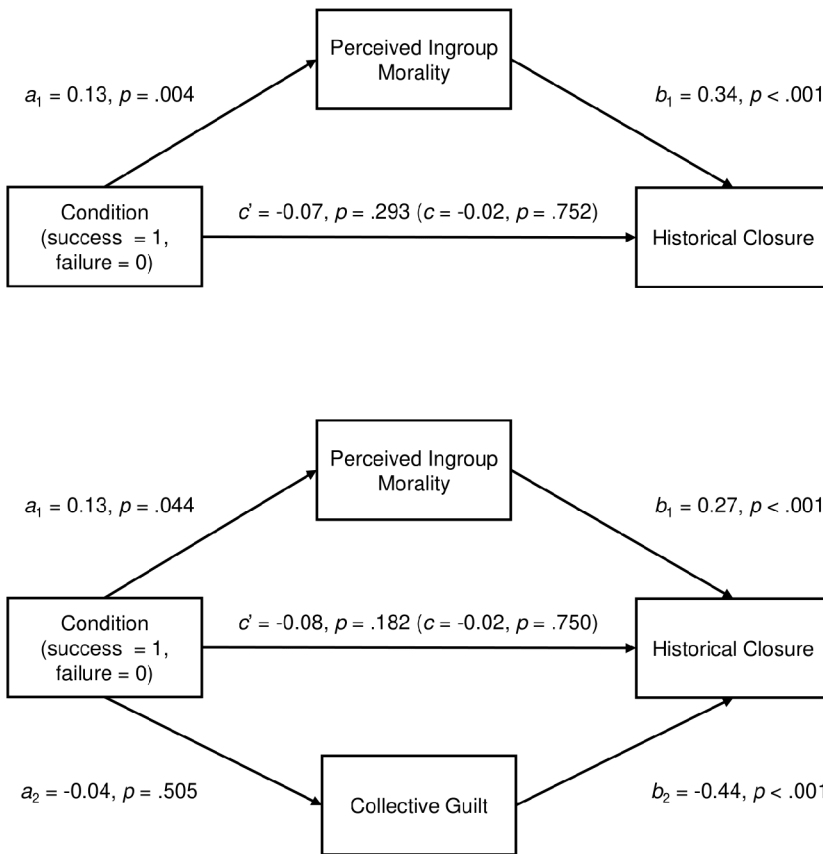 Perceived Ingroup
Morality
a₁ = 0.13, p = .004
b₁ = 0.34, p < .001
Condition
(success = 1,
failure = 0)
c’ = -0.07, p = .293 (c = -0.02, p = .752)
Historical Closure
Perceived Ingroup
Morality
a₁ = 0.13, p = .044
b₁ = 0.27, p < .001
Condition
(success = 1,
failure = 0)
c’ = -0.08, p = .182 (c = -0.02, p = .750)
Historical Closure
a₂ = -0.04, p = .505
b₂ = -0.44, p < .001
Collective Guilt